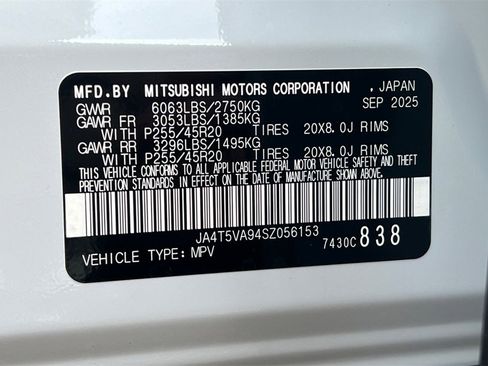 MFD.BY MITSUBISHI MOTORS CORPORATION , JAPAN
GVWR 6063LBS/2750KG SEP 2025
GAWR FR 3053LBS/1385KG
WITH P255/45R20 TIRES 20X8.0J RIMS
GAWR RR 3296LBS/1495KG
WITH P255/45R20 TIRES 20X8.0J RIMS
THIS VEHICLE CONFORMS TO ALL APPLICABLE FEDERAL MOTOR VEHICLE SAFETY AND THEFT
PREVENTION STANDARDS IN EFFECT ON THE DATE OF MANUFACTURE SHOWN ABOVE.
JA4T5VA94SZ056153
VEHICLE TYPE: MPV 7430C 838